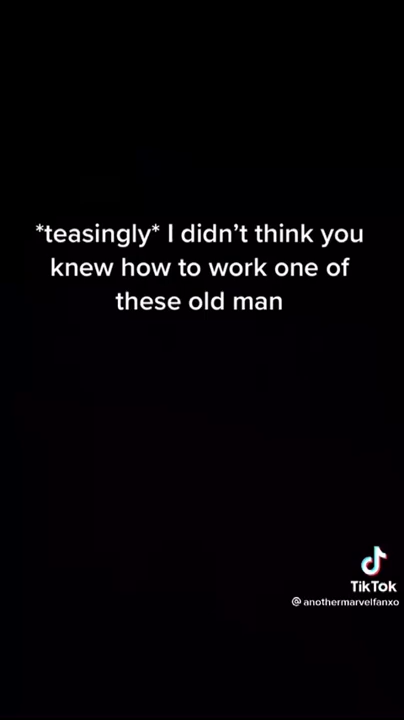 *teasingly* I didn't think you
knew how to work one of
these old man
TikTok
@ anothermarvelfanxo